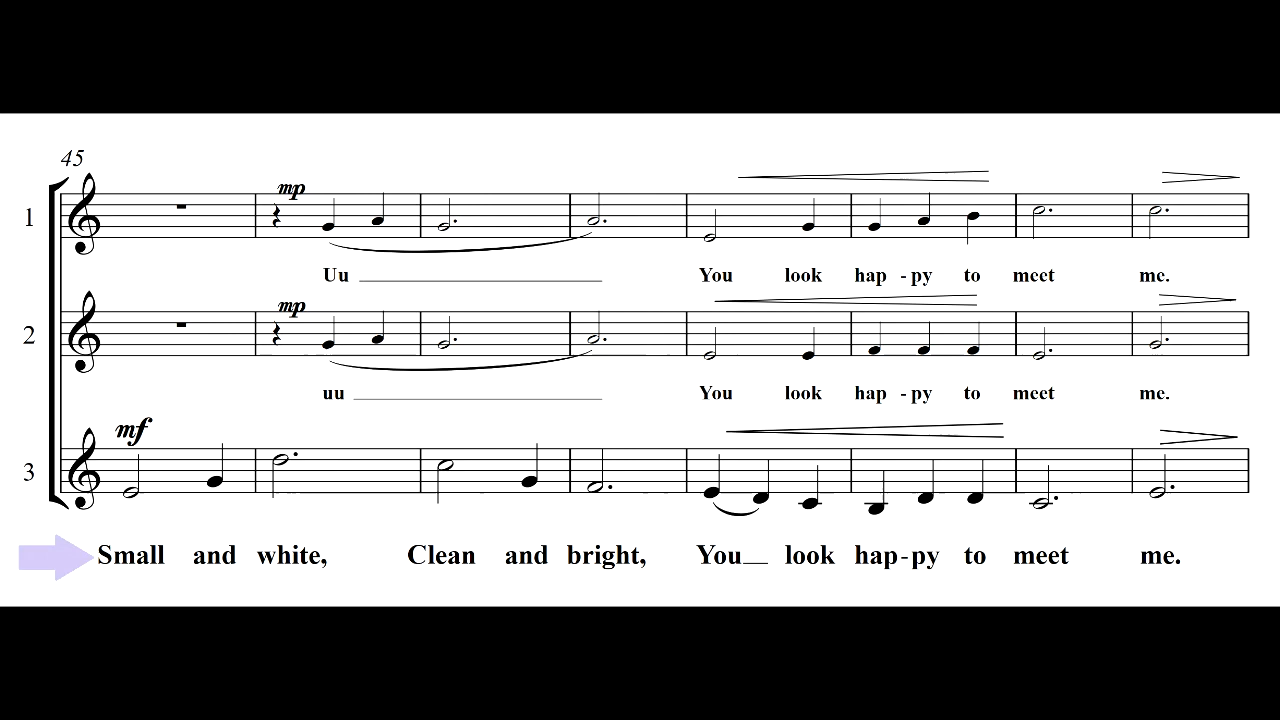 45
mp
1
Uu You look hap - py to meet me.
mp
2
uu You look hap - py to meet me.
mf
3
Small and white, Clean and bright, You look hap - py to meet me.